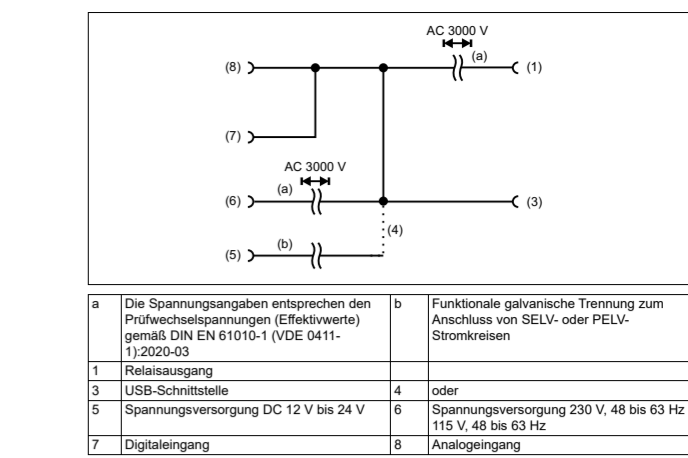 AC 3000 V
(a)
(8) (1)
(7)
AC 3000 V
(a)
(6) (3)
(4)
(b)
(5)
a Die Spannungsangaben entsprechen den b Funktionale galvanische Trennung zum
Prüfwechselspannungen (Effektivwerte) Anschluss von SELV- oder PELV-
gemäß DIN EN 61010-1 (VDE 0411- Stromkreisen
1):2020-03
1 Relaisausgang
3 USB-Schnittstelle 4 oder
5 Spannungsversorgung DC 12 V bis 24 V 6 Spannungsversorgung 230 V, 48 bis 63 Hz
115 V, 48 bis 63 Hz
7 Digitaleingang 8 Analogeingang